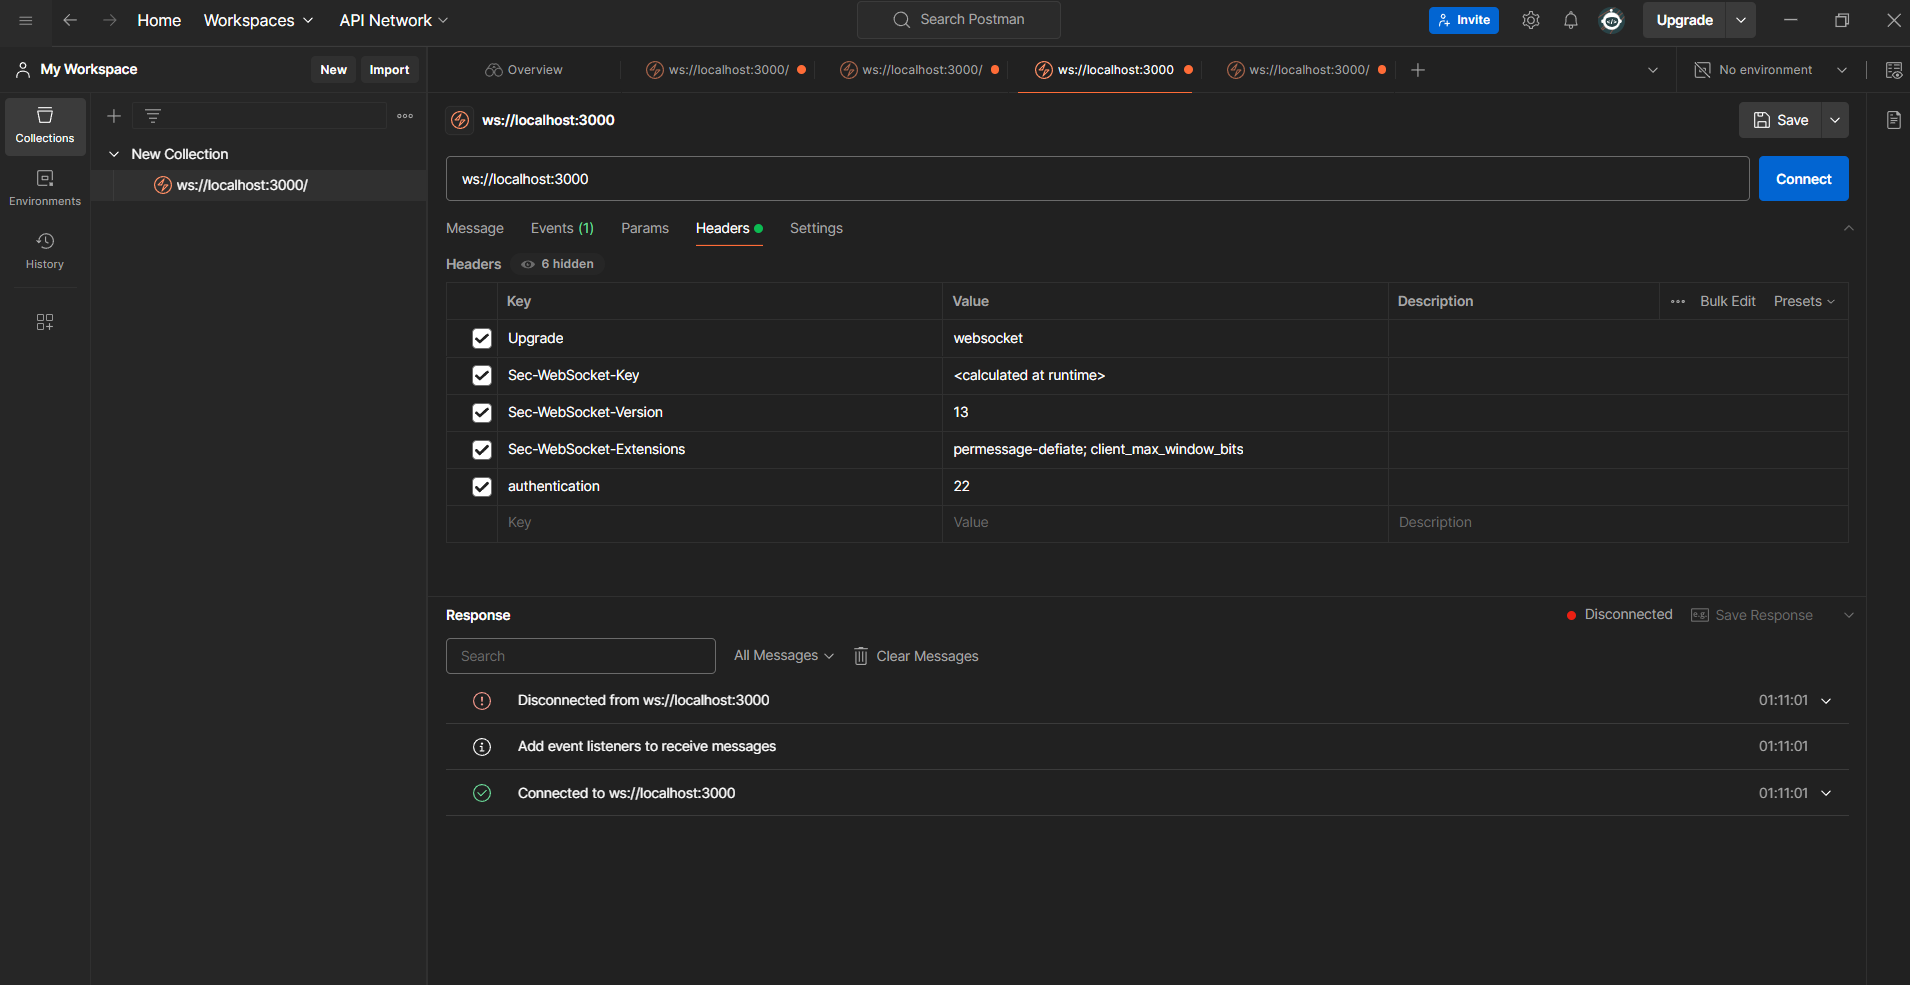 Home Workspaces API Network Search Postman Invite Upgrade
My Workspace New Import Overview ws://localhost:3000/ ws://localhost:3000/ ws://localhost:3000 ws://localhost:3000/ No environment
Collections
Environments
History
New Collection
ws://localhost:3000/
ws://localhost:3000 Save
ws://localhost:3000 Connect
Message Events (1) Params Headers Settings
Headers 6 hidden
Key Value Description Bulk Edit Presets
Upgrade websocket
Sec-WebSocket-Key <calculated at runtime>
Sec-WebSocket-Version 13
Sec-WebSocket-Extensions permessage-defiate; client_max_window_bits
authentication 22
Key Value Description
Response Disconnected e.g. Save Response
Search All Messages Clear Messages
Disconnected from ws://localhost:3000 01:11:01
Add event listeners to receive messages 01:11:01
Connected to ws://localhost:3000 01:11:01